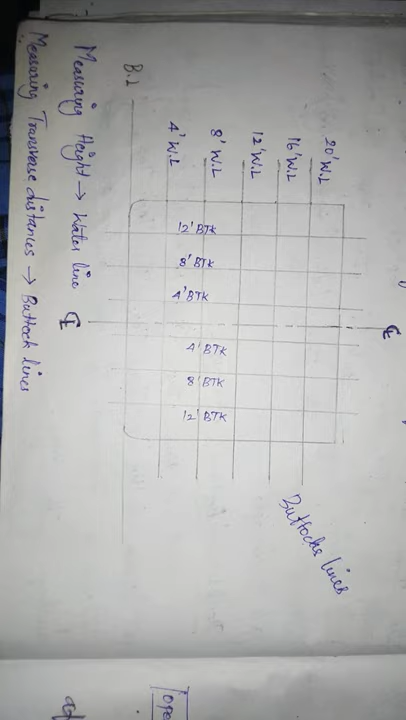 ℄
20' W.L
16' W.L
12' W.L
8' W.L
4' W.L
12' BTK
8' BTK
4' BTK
4' BTK
8' BTK
12' BTK
Buttocks lines
B.L
℄
Measuring Height → Water line
Measuring Transverse distances → Buttock lines